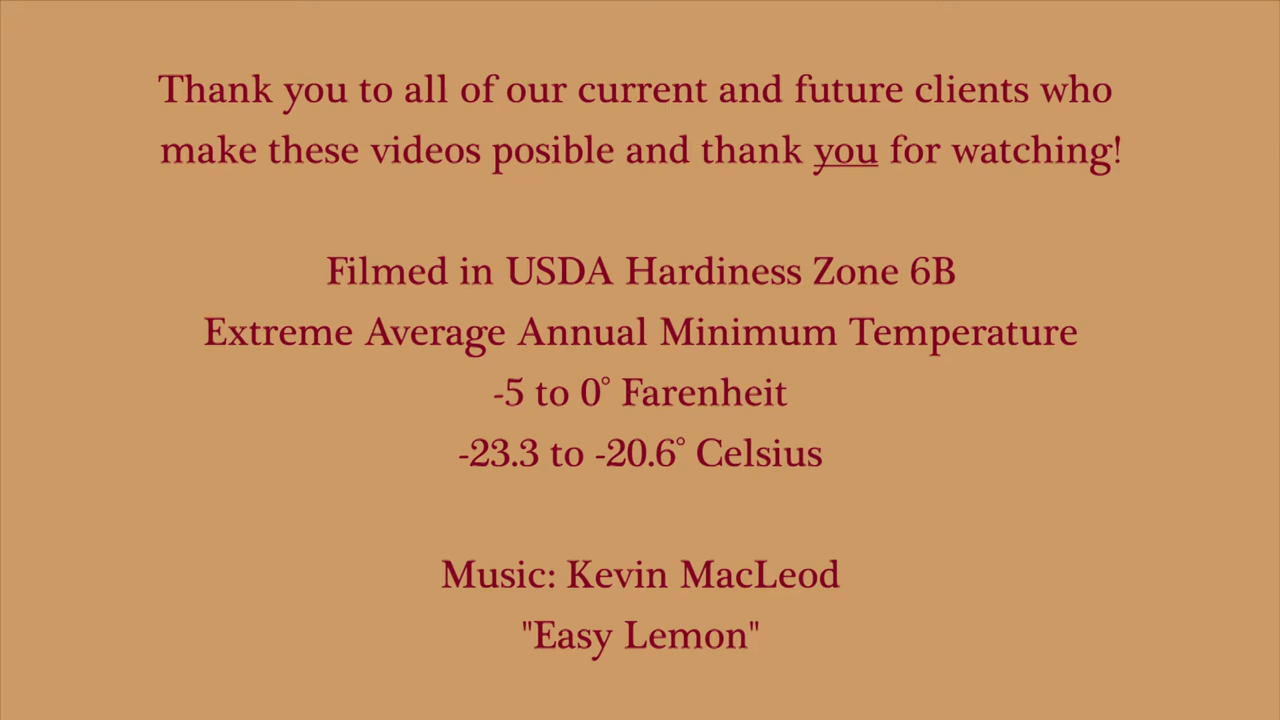 Thank you to all of our current and future clients who
make these videos posible and thank you for watching!
Filmed in USDA Hardiness Zone 6B
Extreme Average Annual Minimum Temperature
-5 to 0° Farenheit
-23.3 to -20.6° Celsius
Music: Kevin MacLeod
"Easy Lemon"